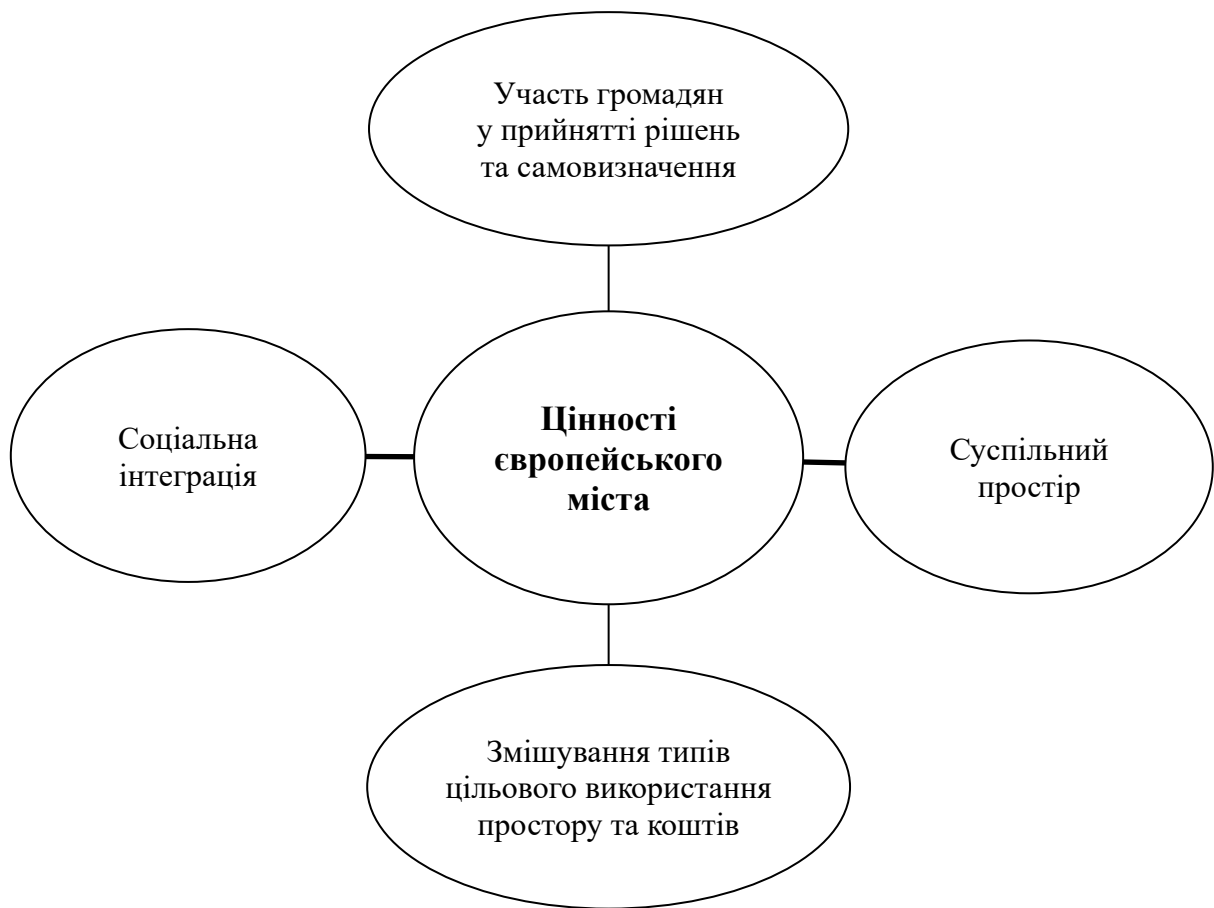 Участь громадян
у прийнятті рішень
та самовизначення
Соціальна
інтеграція
Цінності
європейського
міста
Суспільний
простір
Змішування типів
цільового використання
простору та коштів